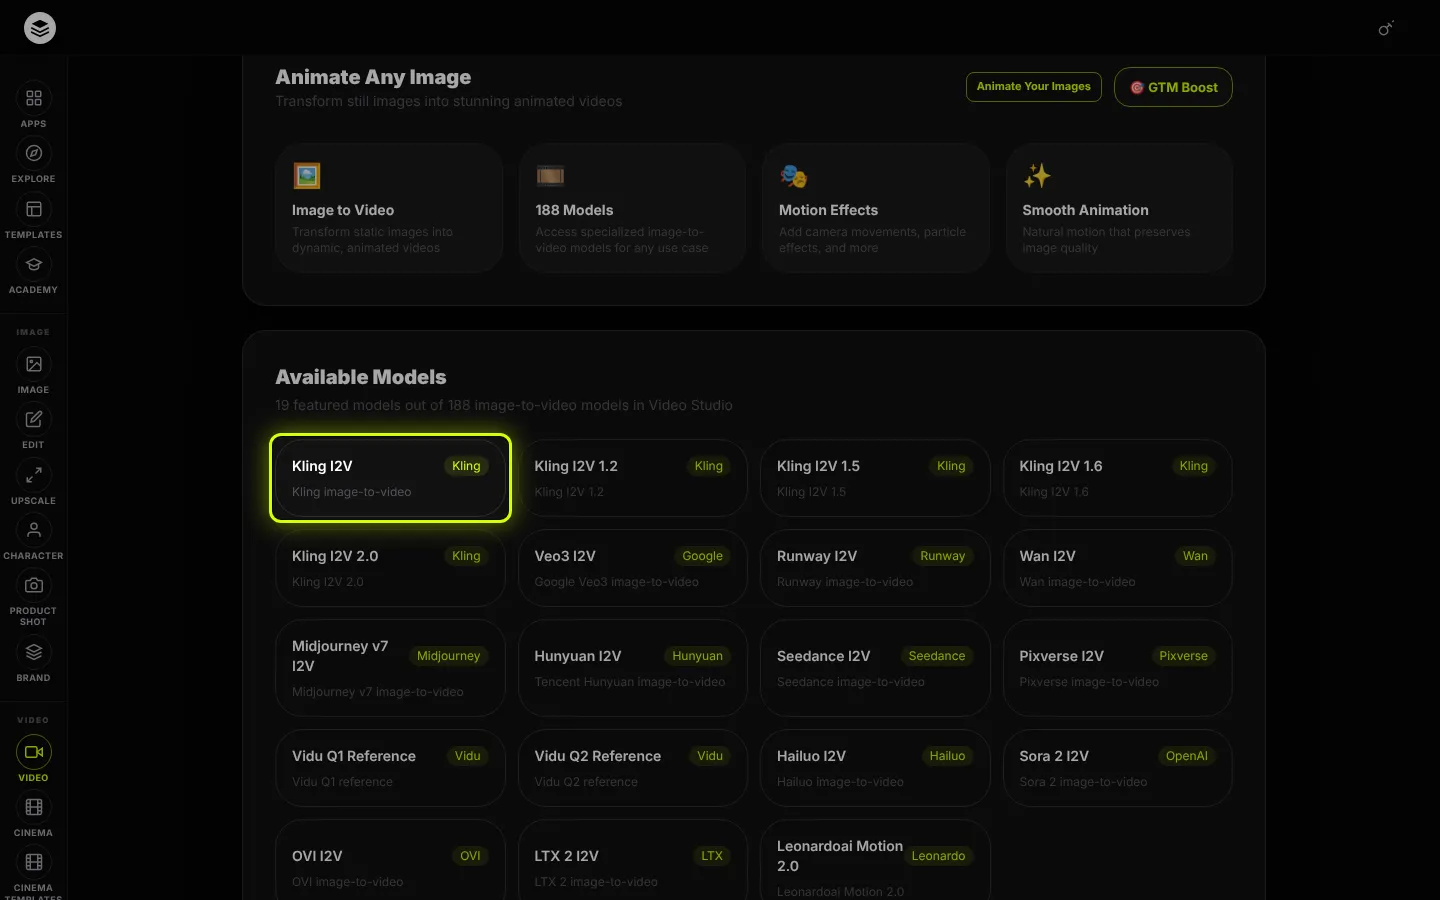 Animate Any Image
Transform still images into stunning animated videos
Animate Your Images
GTM Boost
Image to Video
Transform static images into
dynamic, animated videos
188 Models
Access specialized image-to-
video models for any use case
Motion Effects
Add camera movements, particle
effects, and more
Smooth Animation
Natural motion that preserves
image quality
APPS
EXPLORE
TEMPLATES
ACADEMY
IMAGE
IMAGE
EDIT
UPSCALE
CHARACTER
PRODUCT
SHOT
BRAND
VIDEO
VIDEO
CINEMA
CINEMA
TEMPLATES
Available Models
19 featured models out of 188 image-to-video models in Video Studio
Kling I2V
Kling
Kling image-to-video
Kling I2V 1.2
Kling
Kling I2V 1.2
Kling I2V 1.5
Kling
Kling I2V 1.5
Kling I2V 1.6
Kling
Kling I2V 1.6
Kling I2V 2.0
Kling
Kling I2V 2.0
Veo3 I2V
Google
Google Veo3 image-to-video
Runway I2V
Runway
Runway image-to-video
Wan I2V
Wan
Wan image-to-video
Midjourney v7
I2V
Midjourney
Midjourney v7 image-to-video
Hunyuan I2V
Hunyuan
Tencent Hunyuan image-to-video
Seedance I2V
Seedance
Seedance image-to-video
Pixverse I2V
Pixverse
Pixverse image-to-video
Vidu Q1 Reference
Vidu
Vidu Q1 reference
Vidu Q2 Reference
Vidu
Vidu Q2 reference
Hailuo I2V
Hailuo
Hailuo image-to-video
Sora 2 I2V
OpenAI
Sora 2 image-to-video
OVI I2V
OVI
OVI image-to-video
LTX 2 I2V
LTX
LTX 2 image-to-video
Leonardoai Motion
2.0
Leonardo
Leonardoai Motion 2.0